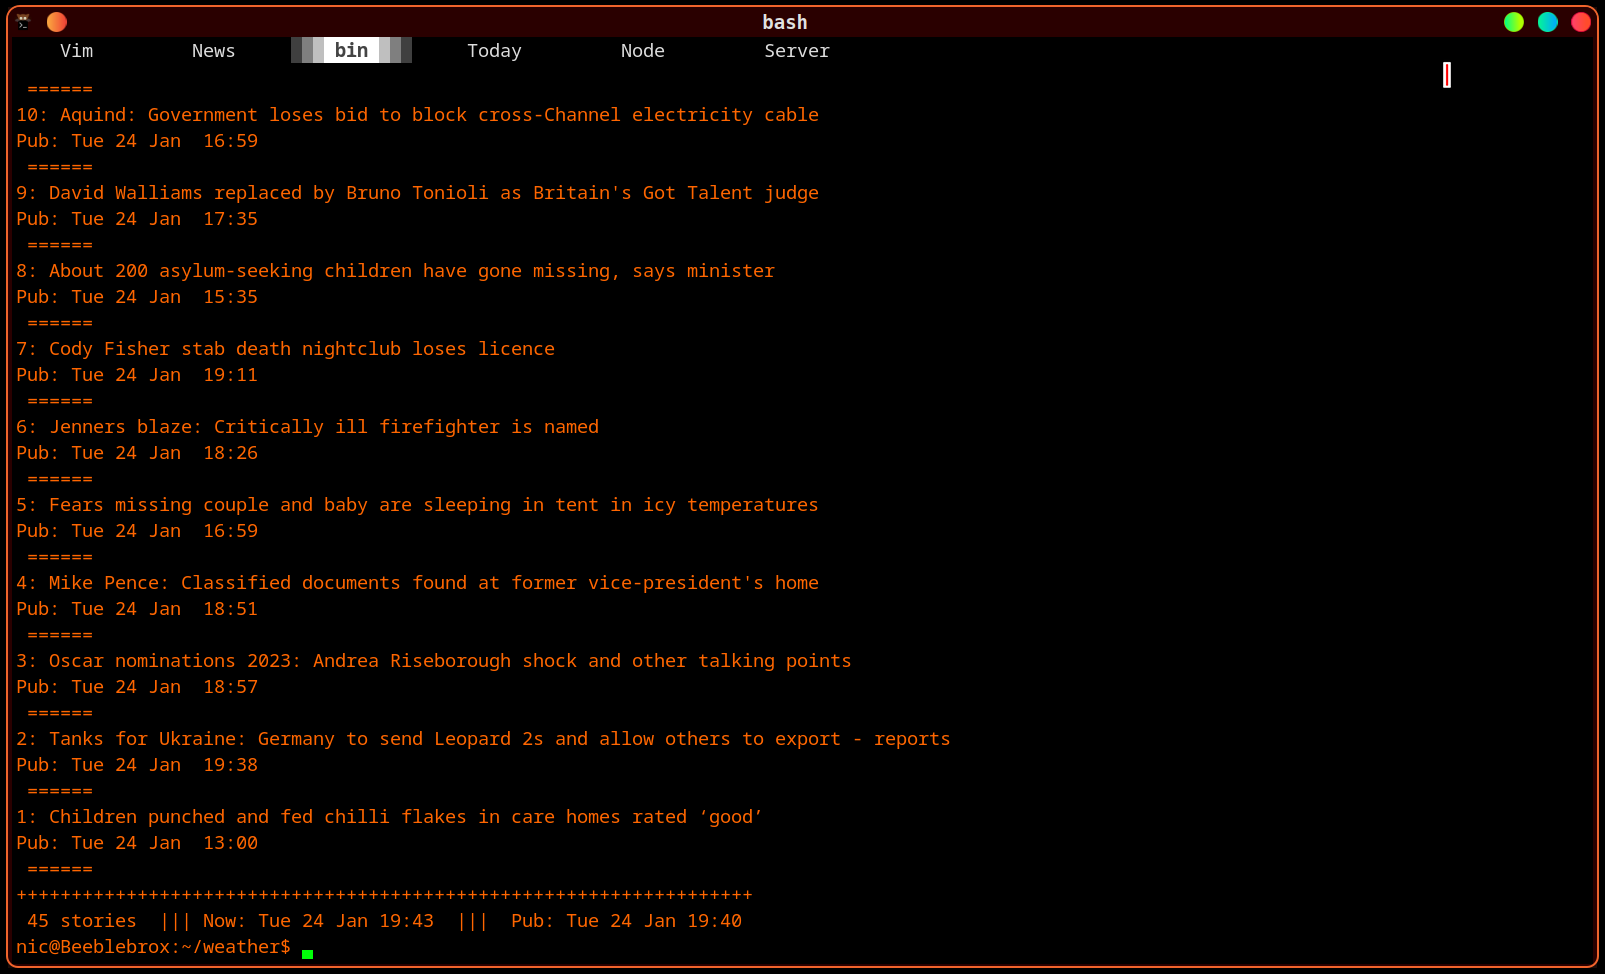 bash
Vim News bin Today Node Server
======
10: Aquind: Government loses bid to block cross-Channel electricity cable
Pub: Tue 24 Jan  16:59
======
9: David Walliams replaced by Bruno Tonioli as Britain's Got Talent judge
Pub: Tue 24 Jan  17:35
======
8: About 200 asylum-seeking children have gone missing, says minister
Pub: Tue 24 Jan  15:35
======
7: Cody Fisher stab death nightclub loses licence
Pub: Tue 24 Jan  19:11
======
6: Jenners blaze: Critically ill firefighter is named
Pub: Tue 24 Jan  18:26
======
5: Fears missing couple and baby are sleeping in tent in icy temperatures
Pub: Tue 24 Jan  16:59
======
4: Mike Pence: Classified documents found at former vice-president's home
Pub: Tue 24 Jan  18:51
======
3: Oscar nominations 2023: Andrea Riseborough shock and other talking points
Pub: Tue 24 Jan  18:57
======
2: Tanks for Ukraine: Germany to send Leopard 2s and allow others to export - reports
Pub: Tue 24 Jan  19:38
======
1: Children punched and fed chilli flakes in care homes rated ‘good’
Pub: Tue 24 Jan  13:00
======
+++++++++++++++++++++++++++++++++++++++++++++++++++++++++++++++++++
45 stories  ||| Now: Tue 24 Jan 19:43  |||  Pub: Tue 24 Jan 19:40
nic@Beeblebrox:~/weather$